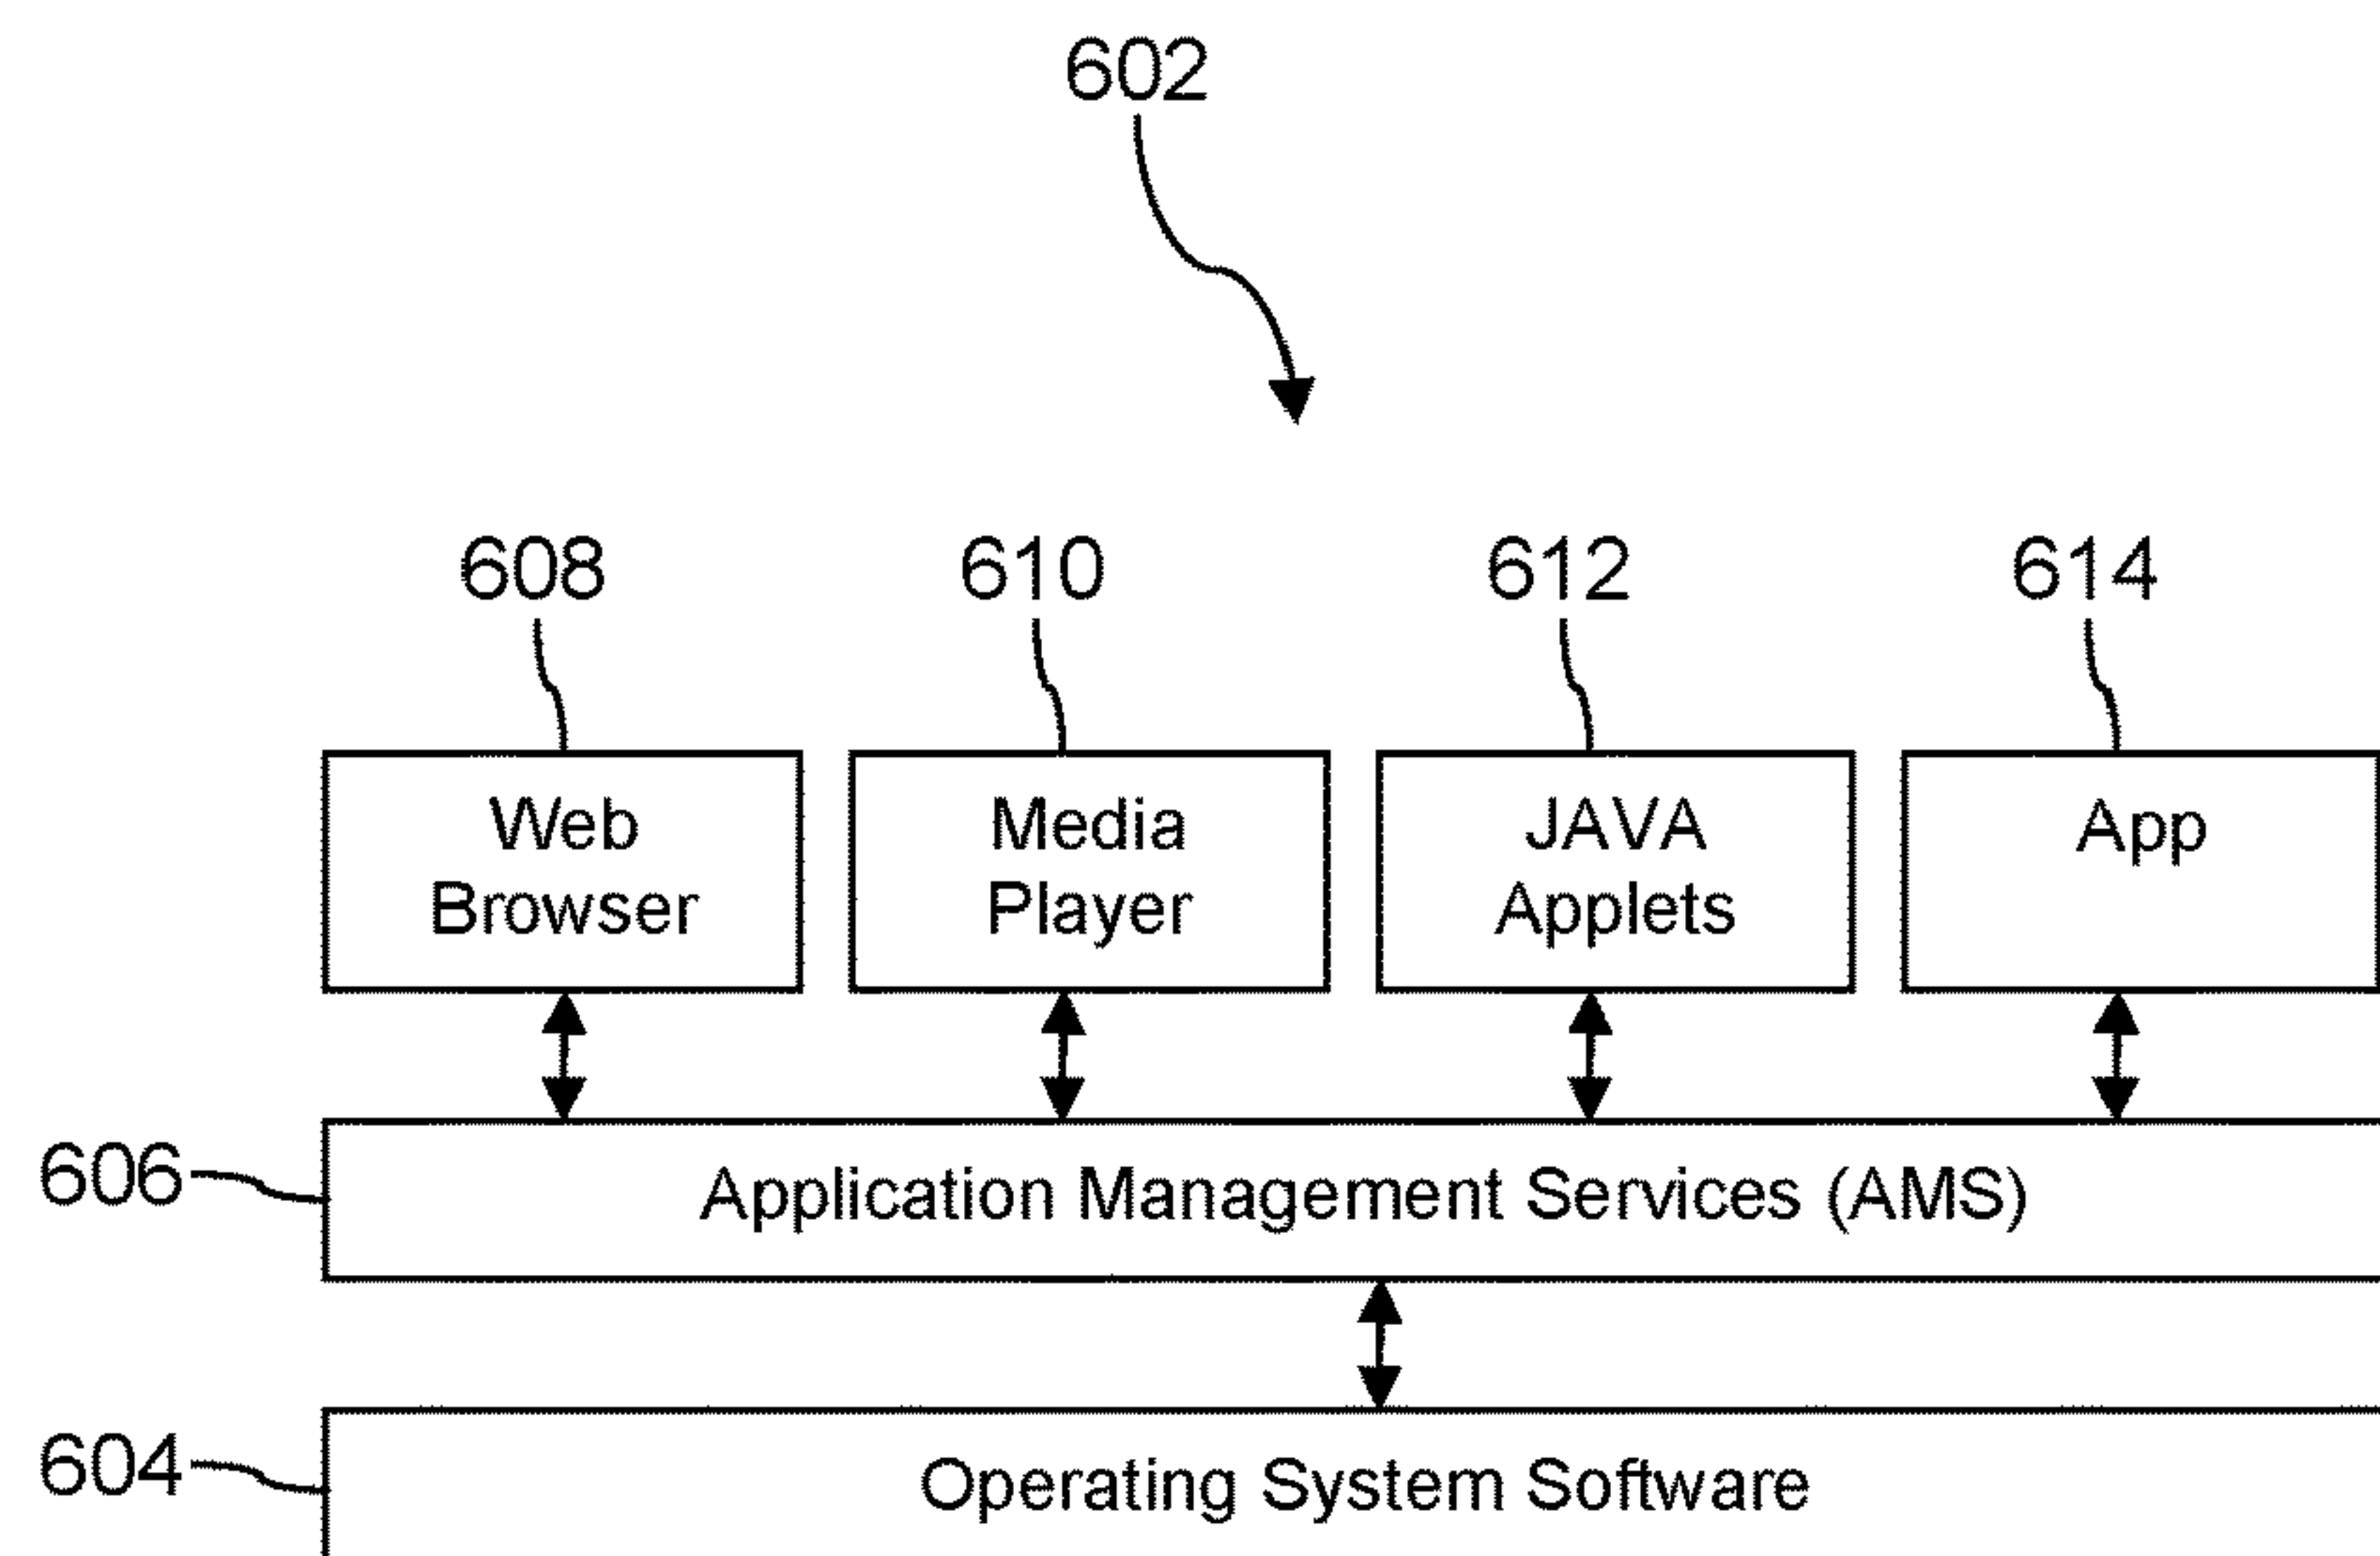 602
608
610
612
614
Web
Browser
Media
Player
JAVA
Applets
App
606
Application Management Services (AMS)
604
Operating System Software